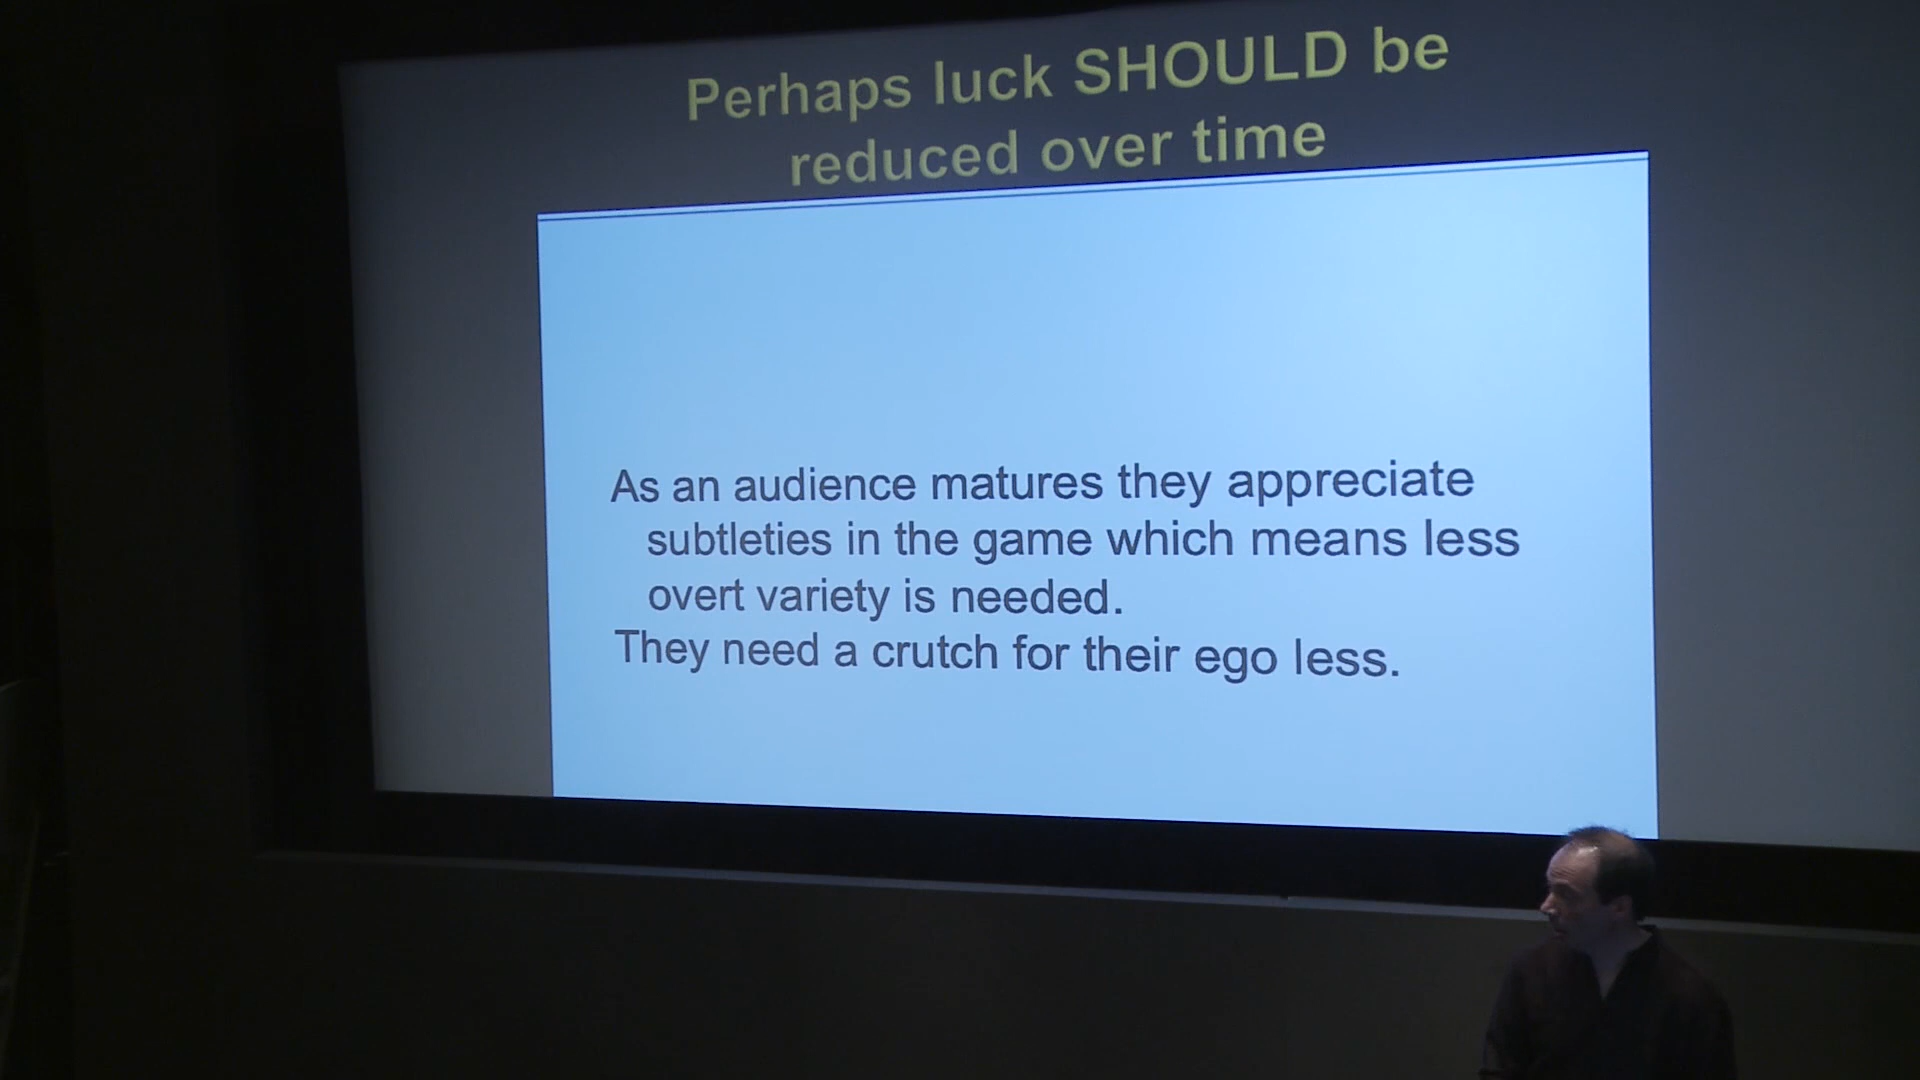 Perhaps luck SHOULD be
reduced over time
As an audience matures they appreciate
subtleties in the game which means less
overt variety is needed.
They need a crutch for their ego less.